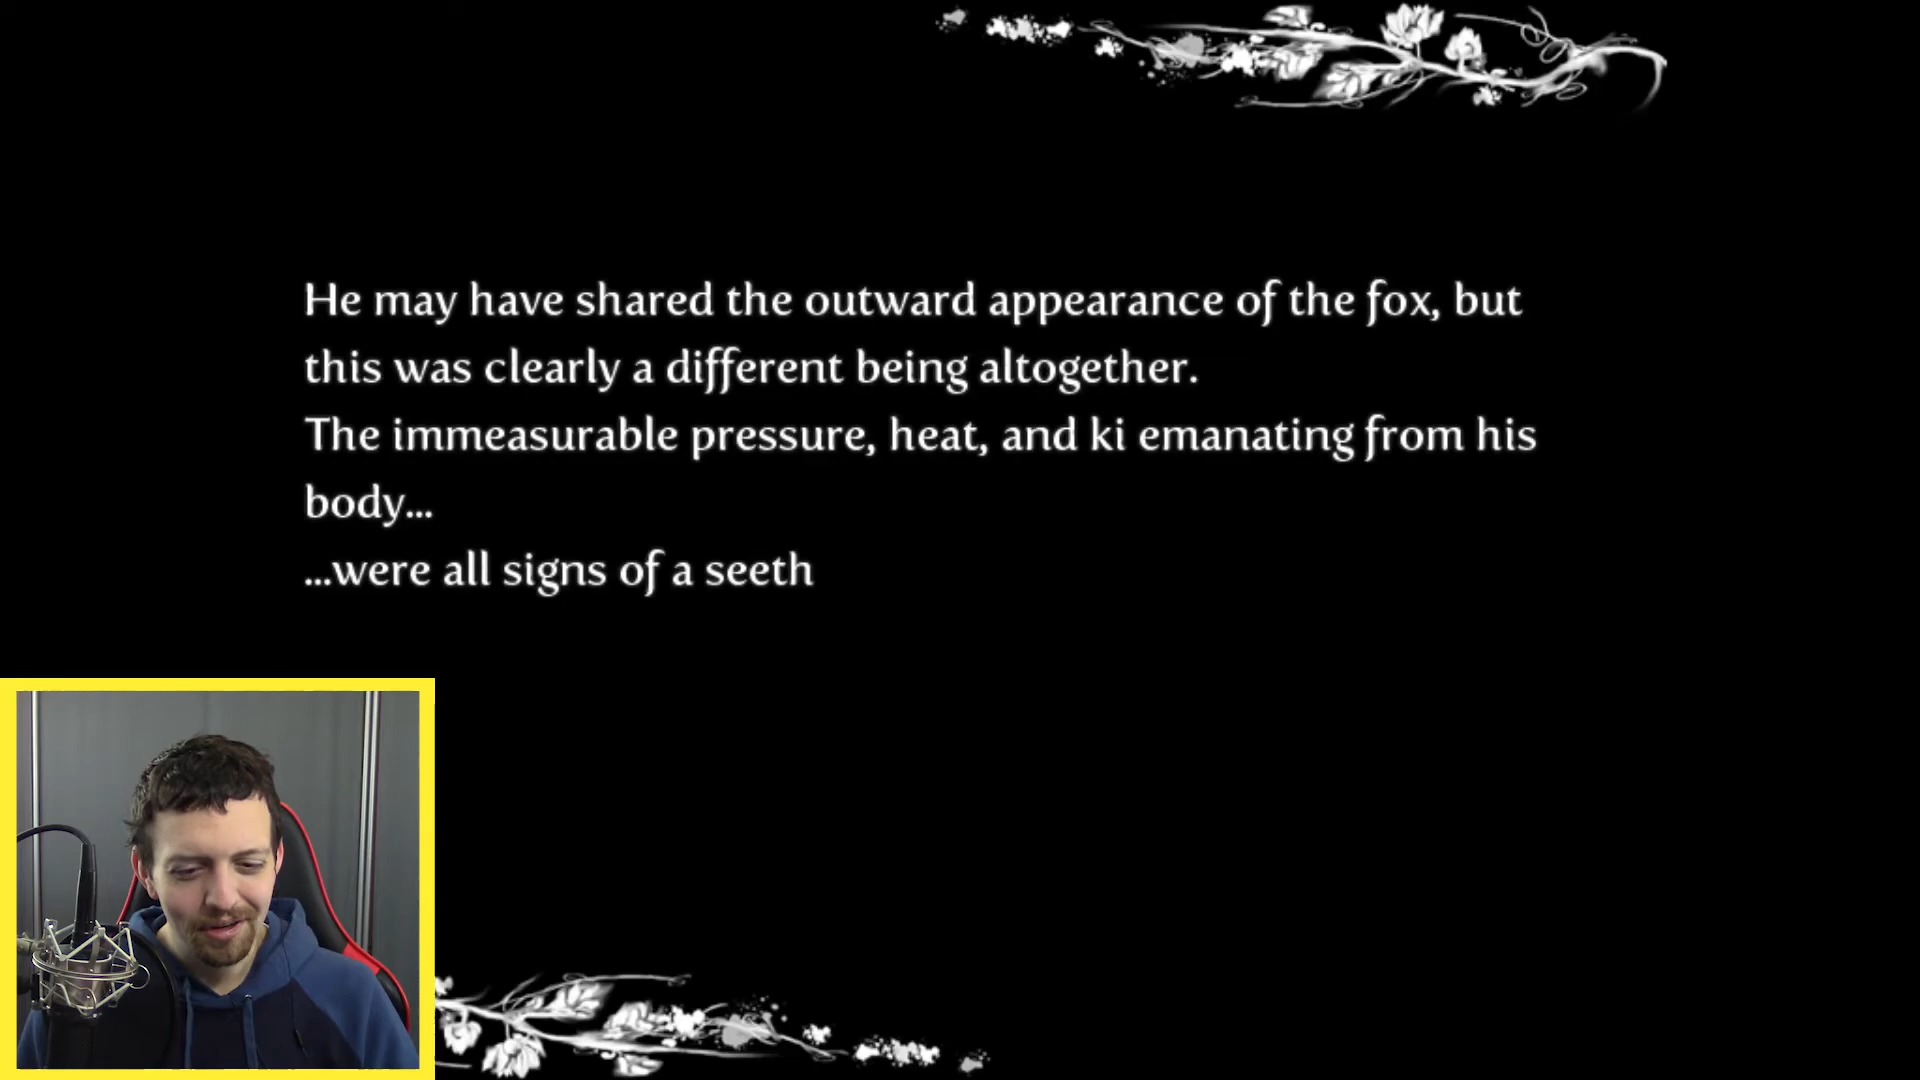 He may have shared the outward appearance of the fox, but
this was clearly a different being altogether.
The immeasurable pressure, heat, and ki emanating from his
body...
...were all signs of a seeth